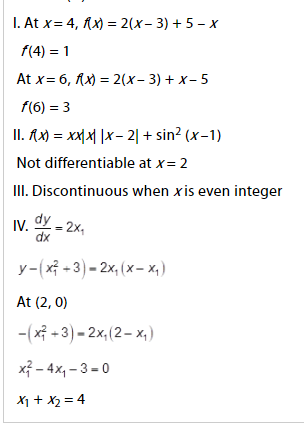 I. At x = 4, f(x) = 2(x – 3) + 5 – x
f(4) = 1
At x = 6, f(x) = 2(x – 3) + x – 5
f(6) = 3
II. f(x) = xx|x| |x – 2| + sin² (x –1)
Not differentiable at x = 2
III. Discontinuous when x is even integer
IV. dy/dx = 2x₁
y – (x₁² + 3) = 2x₁ (x – x₁)
At (2, 0)
–(x₁² + 3) = 2x₁ (2 – x₁)
x₁² – 4x₁ – 3 = 0
x₁ + x₂ = 4